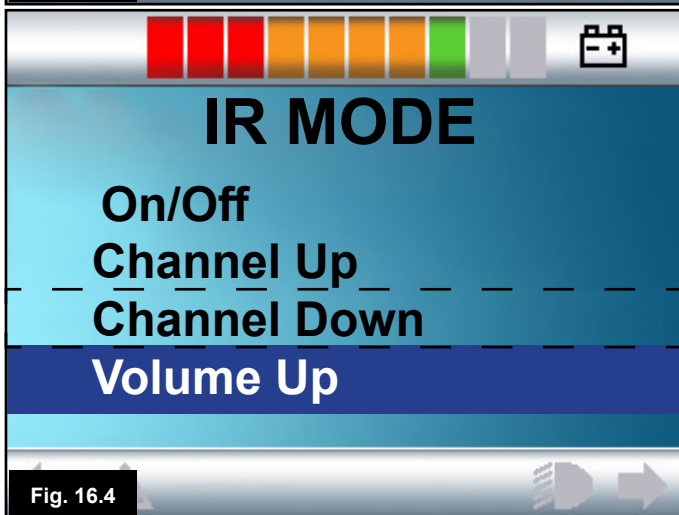 IR MODE
On/Off
Channel Up
Channel Down
Volume Up
Fig. 16.4